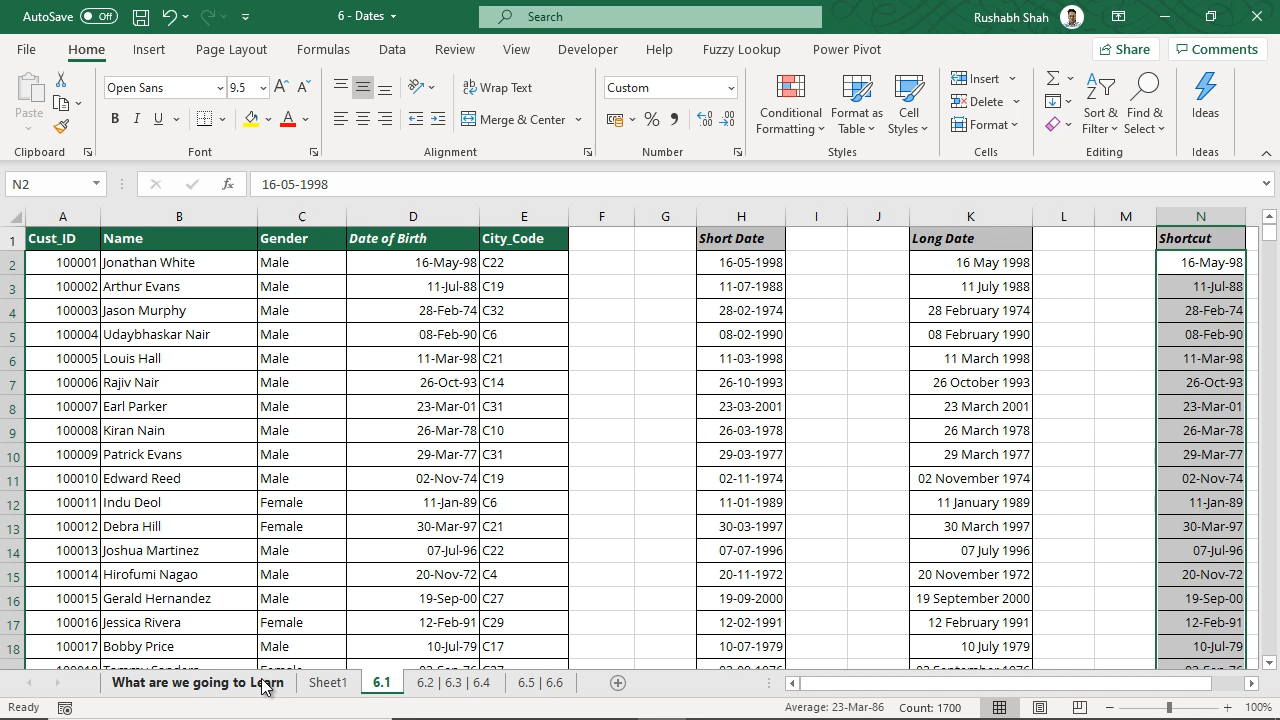 AutoSave Off 6 - Dates Search Rushabh Shah
File Home Insert Page Layout Formulas Data Review View Developer Help Fuzzy Lookup Power Pivot Share Comments
Paste
Clipboard
Open Sans 9.5 A A
B I U A
Font
ab Wrap Text
Merge & Center
Alignment
Custom
%
Number
Conditional Formatting
Format as Table
Cell Styles
Styles
Insert
Delete
Format
Cells
Sort & Filter
Find & Select
Editing
Ideas
Ideas
N2 fx 16-05-1998
A B C D E F G H I J K L M N
1 Cust_ID Name Gender Date of Birth City_Code Short Date Long Date Shortcut
2 100001 Jonathan White Male 16-May-98 C22 16-05-1998 16 May 1998 16-May-98
3 100002 Arthur Evans Male 11-Jul-88 C19 11-07-1988 11 July 1988 11-Jul-88
4 100003 Jason Murphy Male 28-Feb-74 C32 28-02-1974 28 February 1974 28-Feb-74
5 100004 Udaybhaskar Nair Male 08-Feb-90 C6 08-02-1990 08 February 1990 08-Feb-90
6 100005 Louis Hall Male 11-Mar-98 C21 11-03-1998 11 March 1998 11-Mar-98
7 100006 Rajiv Nair Male 26-Oct-93 C14 26-10-1993 26 October 1993 26-Oct-93
8 100007 Earl Parker Male 23-Mar-01 C31 23-03-2001 23 March 2001 23-Mar-01
9 100008 Kiran Nain Male 26-Mar-78 C10 26-03-1978 26 March 1978 26-Mar-78
10 100009 Patrick Evans Male 29-Mar-77 C31 29-03-1977 29 March 1977 29-Mar-77
11 100010 Edward Reed Male 02-Nov-74 C19 02-11-1974 02 November 1974 02-Nov-74
12 100011 Indu Deol Female 11-Jan-89 C6 11-01-1989 11 January 1989 11-Jan-89
13 100012 Debra Hill Female 30-Mar-97 C21 30-03-1997 30 March 1997 30-Mar-97
14 100013 Joshua Martinez Male 07-Jul-96 C22 07-07-1996 07 July 1996 07-Jul-96
15 100014 Hirofumi Nagao Male 20-Nov-72 C4 20-11-1972 20 November 1972 20-Nov-72
16 100015 Gerald Hernandez Male 19-Sep-00 C27 19-09-2000 19 September 2000 19-Sep-00
17 100016 Jessica Rivera Female 12-Feb-91 C29 12-02-1991 12 February 1991 12-Feb-91
18 100017 Bobby Price Male 10-Jul-79 C17 10-07-1979 10 July 1979 10-Jul-79
What are we going to Learn Sheet1 6.1 6.2 | 6.3 | 6.4 6.5 | 6.6
Ready Average: 23-Mar-86 Count: 1700 100%